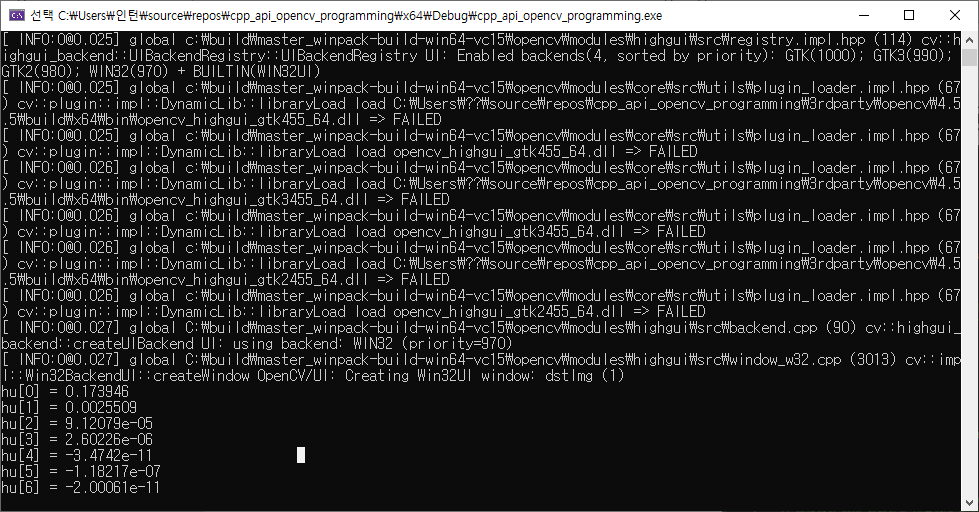 선택 C:₩Users₩인턴₩source₩repos₩cpp_api_opencv_programming₩x64₩Debug₩cpp_api_opencv_programming.exe
[ INFO:0@0.025] global c:₩build₩master_winpack-build-win64-vc15₩opencv₩modules₩highgui₩src₩registry.impl.hpp (114) cv::h
ighgui_backend::UIBackendRegistry::UIBackendRegistry UI: Enabled backends(4, sorted by priority): GTK(1000); GTK3(990);
GTK2(980); WIN32(970) + BUILTIN(WIN32UI)
[ INFO:0@0.025] global c:₩build₩master_winpack-build-win64-vc15₩opencv₩modules₩core₩src₩utils₩plugin_loader.impl.hpp (67
) cv::plugin::impl::DynamicLib::libraryLoad load C:₩Users₩??₩source₩repos₩cpp_api_opencv_programming₩3rdparty₩opencv₩4.5
.5₩build₩x64₩bin₩opencv_highgui_gtk455_64.dll => FAILED
[ INFO:0@0.025] global c:₩build₩master_winpack-build-win64-vc15₩opencv₩modules₩core₩src₩utils₩plugin_loader.impl.hpp (67
) cv::plugin::impl::DynamicLib::libraryLoad load opencv_highgui_gtk455_64.dll => FAILED
[ INFO:0@0.026] global c:₩build₩master_winpack-build-win64-vc15₩opencv₩modules₩core₩src₩utils₩plugin_loader.impl.hpp (67
) cv::plugin::impl::DynamicLib::libraryLoad load C:₩Users₩??₩source₩repos₩cpp_api_opencv_programming₩3rdparty₩opencv₩4.5
.5₩build₩x64₩bin₩opencv_highgui_gtk3455_64.dll => FAILED
[ INFO:0@0.026] global c:₩build₩master_winpack-build-win64-vc15₩opencv₩modules₩core₩src₩utils₩plugin_loader.impl.hpp (67
) cv::plugin::impl::DynamicLib::libraryLoad load opencv_highgui_gtk3455_64.dll => FAILED
[ INFO:0@0.026] global c:₩build₩master_winpack-build-win64-vc15₩opencv₩modules₩core₩src₩utils₩plugin_loader.impl.hpp (67
) cv::plugin::impl::DynamicLib::libraryLoad load C:₩Users₩??₩source₩repos₩cpp_api_opencv_programming₩3rdparty₩opencv₩4.5
.5₩build₩x64₩bin₩opencv_highgui_gtk2455_64.dll => FAILED
[ INFO:0@0.026] global c:₩build₩master_winpack-build-win64-vc15₩opencv₩modules₩core₩src₩utils₩plugin_loader.impl.hpp (67
) cv::plugin::impl::DynamicLib::libraryLoad load opencv_highgui_gtk2455_64.dll => FAILED
[ INFO:0@0.027] global C:₩build₩master_winpack-build-win64-vc15₩opencv₩modules₩highgui₩src₩backend.cpp (90) cv::highgui_
backend::createUIBackend UI: using backend: WIN32 (priority=970)
[ INFO:0@0.027] global C:₩build₩master_winpack-build-win64-vc15₩opencv₩modules₩highgui₩src₩window_w32.cpp (3013) cv::imp
l::Win32BackendUI::createWindow OpenCV/UI: Creating Win32UI window: dstImg (1)
hu[0] = 0.173946
hu[1] = 0.0025509
hu[2] = 9.12079e-05
hu[3] = 2.60226e-06
hu[4] = -3.4742e-11
hu[5] = -1.18217e-07
hu[6] = -2.00061e-11